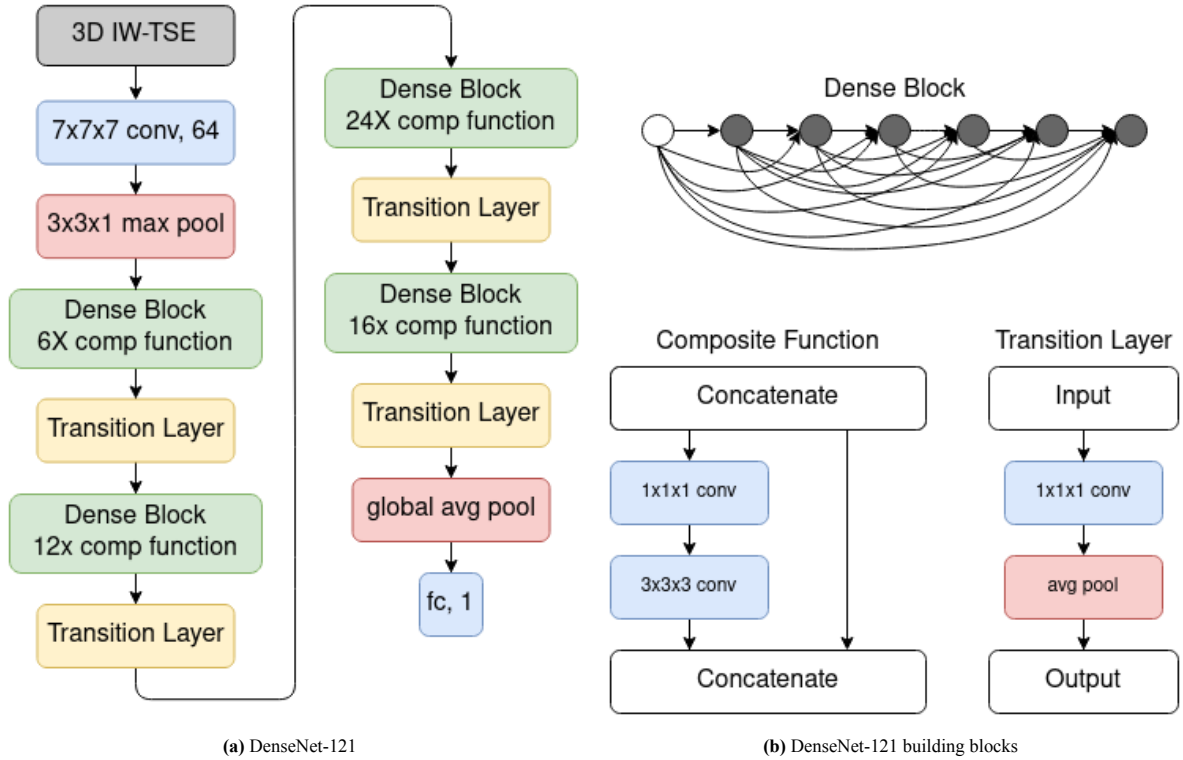 3D IW-TSE
7x7x7 conv, 64
3x3x1 max pool
Dense Block
6X comp function
Transition Layer
Dense Block
12x comp function
Transition Layer
Dense Block
24X comp function
Transition Layer
Dense Block
16x comp function
Transition Layer
global avg pool
fc, 1
(a) DenseNet-121
Dense Block
Composite Function
Concatenate
1x1x1 conv
3x3x3 conv
Concatenate
Transition Layer
Input
1x1x1 conv
avg pool
Output
(b) DenseNet-121 building blocks